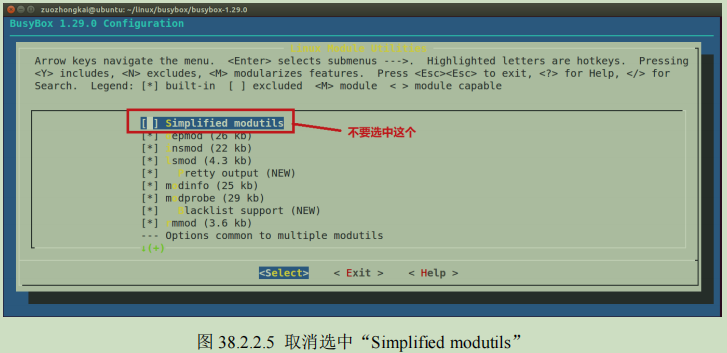 zuozhongkai@ubuntu: ~/linux/busybox/busybox-1.29.0
BusyBox 1.29.0 Configuration
Linux Module Utilities
Arrow keys navigate the menu. <Enter> selects submenus --->. Highlighted letters are hotkeys. Pressing
<Y> includes, <N> excludes, <M> modularizes features. Press <Esc><Esc> to exit, <?> for Help, </> for
Search. Legend: [*] built-in [ ] excluded <M> module < > module capable
[ ] Simplified modutils
不要选中这个
[*] depmod (26 kb)
[*] insmod (22 kb)
[*] lsmod (4.3 kb)
[*] Pretty output (NEW)
[*] modinfo (25 kb)
[*] modprobe (29 kb)
[*] Blacklist support (NEW)
[*] rmmod (3.6 kb)
--- Options common to multiple modutils
↓(+)
<Select> < Exit > < Help >
图 38.2.2.5 取消选中“Simplified modutils”